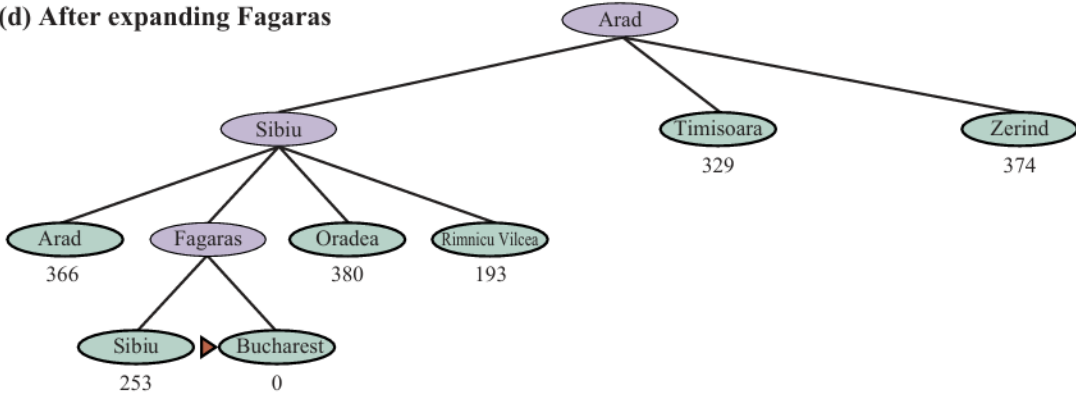 (d) After expanding Fagaras
Arad
Sibiu
Timisoara
Zerind
329
374
Arad
Fagaras
Oradea
Rimnicu Vilcea
366
380
193
Sibiu
Bucharest
253
0